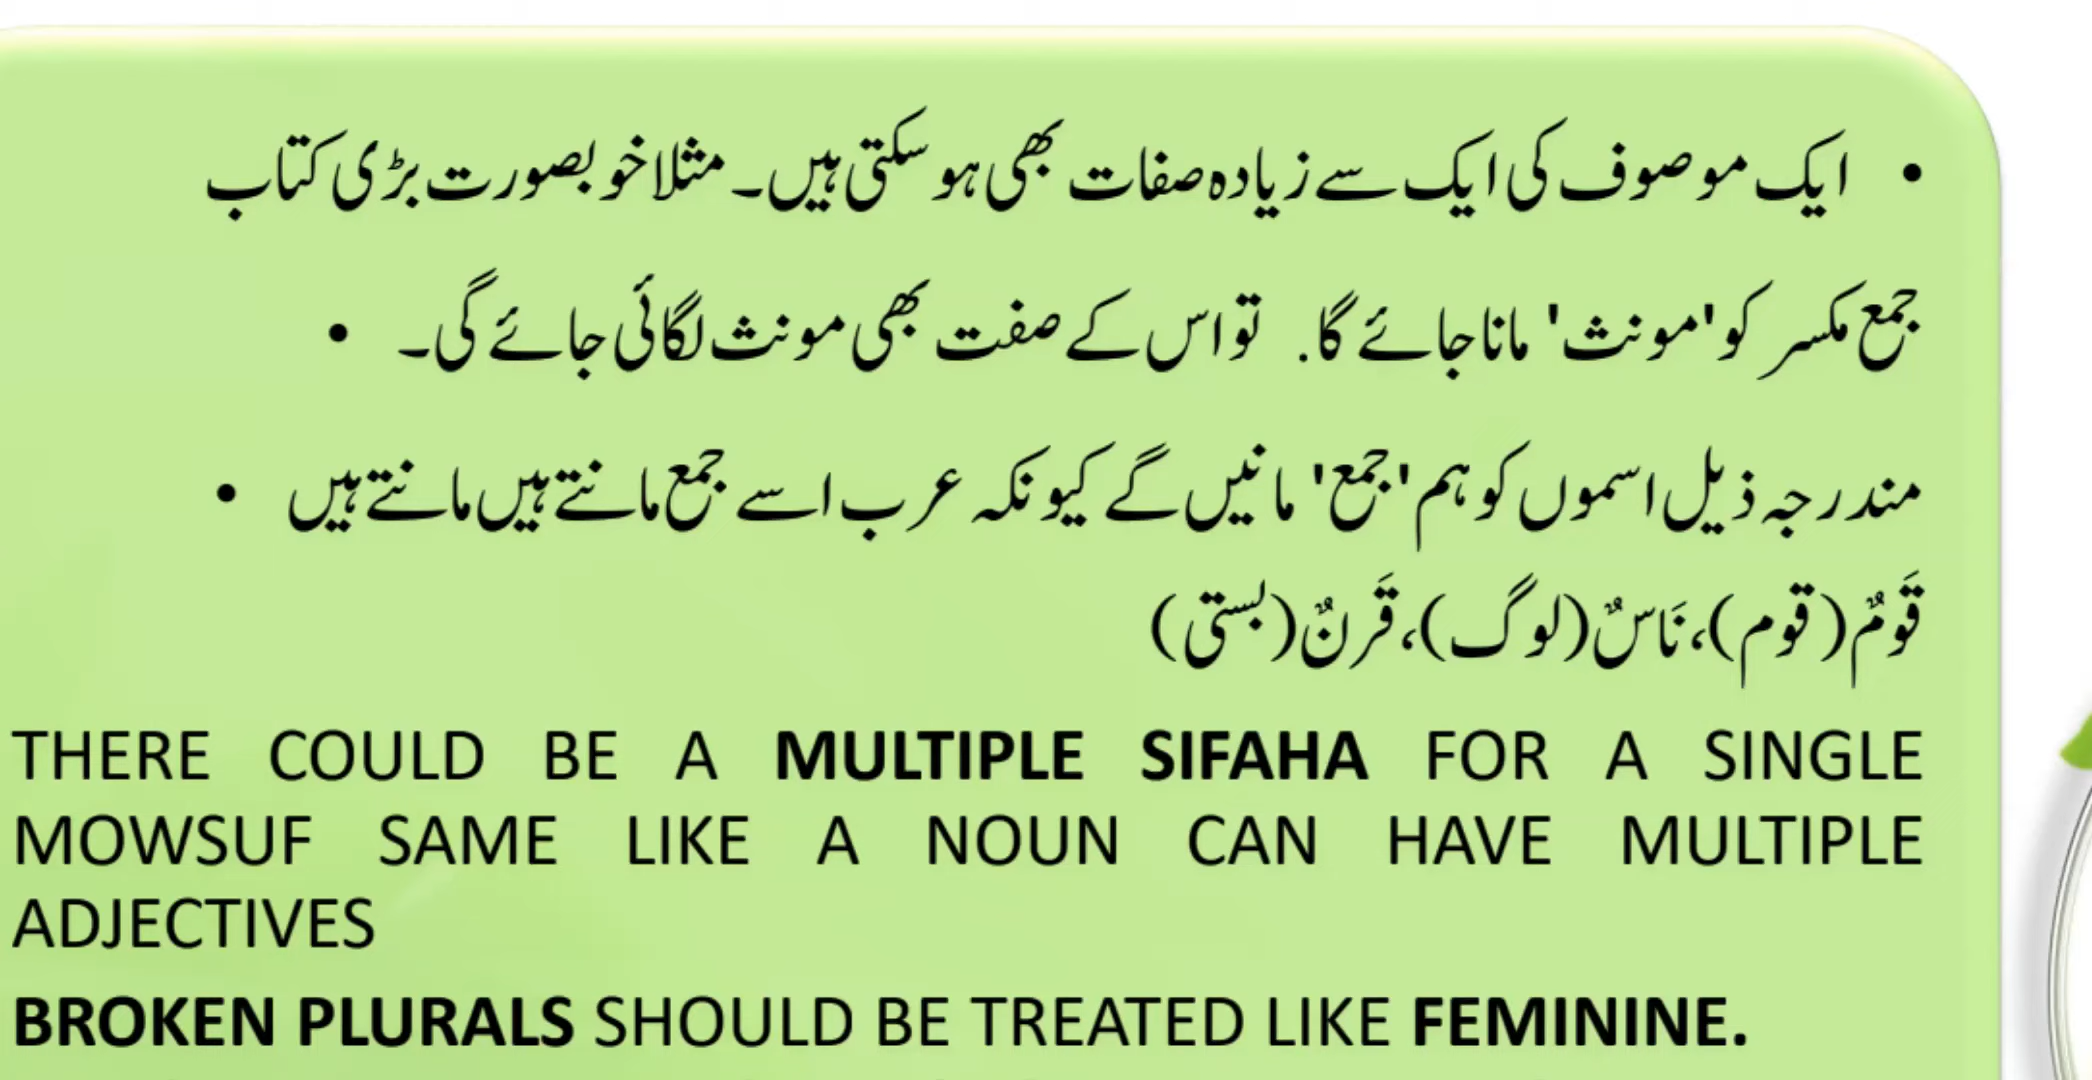 • ایک موصوف کی ایک سے زیادہ صفات بھی ہو سکتی ہیں۔ مثلا خوبصورت بڑی کتاب
جمع مکسر کو 'مونث' مانا جائے گا. تو اس کے صفت بھی مونث لگائی جائے گی۔ •
مندرجہ ذیل اسموں کو ہم 'جمع' مانیں گے کیونکہ عرب اسے جمع مانتے ہیں مانتے ہیں •
قَومٌ (قوم)، نَاسٌ (لوگ)، قَرنٌ (بستی)
THERE COULD BE A MULTIPLE SIFAHA FOR A SINGLE
MOWSUF SAME LIKE A NOUN CAN HAVE MULTIPLE
ADJECTIVES
BROKEN PLURALS SHOULD BE TREATED LIKE FEMININE.